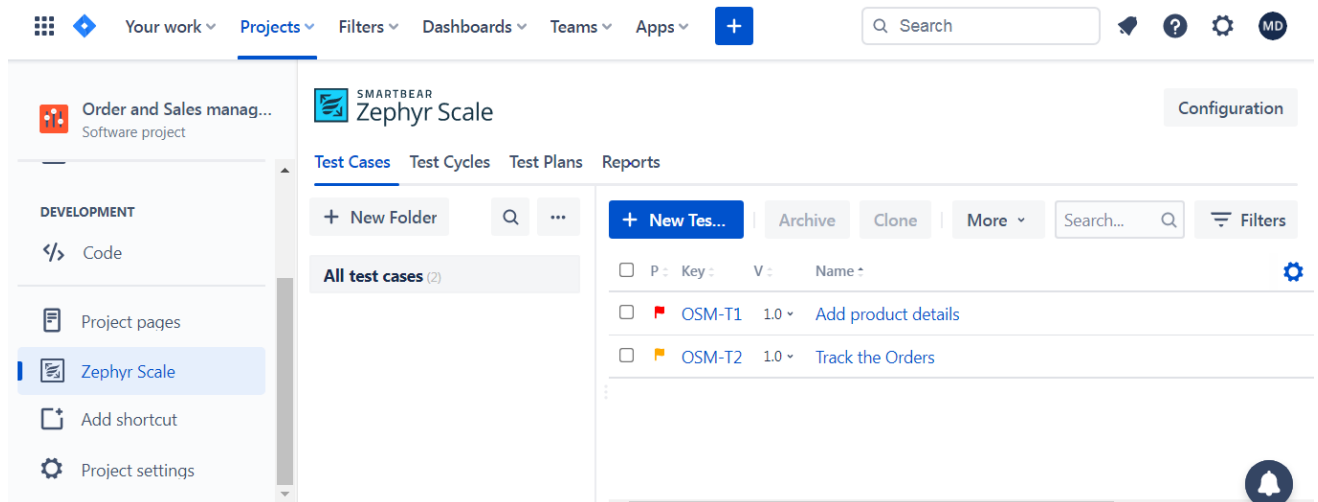 Your work Projects Filters Dashboards Teams Apps + Search ? MD
Order and Sales manag...
Software project
SMARTBEAR
Zephyr Scale
Configuration
Test Cases Test Cycles Test Plans Reports
DEVELOPMENT
</> Code
Project pages
Zephyr Scale
Add shortcut
Project settings
+ New Folder ...
All test cases (2)
+ New Tes... Archive Clone More Search... Filters
P Key V Name
OSM-T1 1.0 Add product details
OSM-T2 1.0 Track the Orders